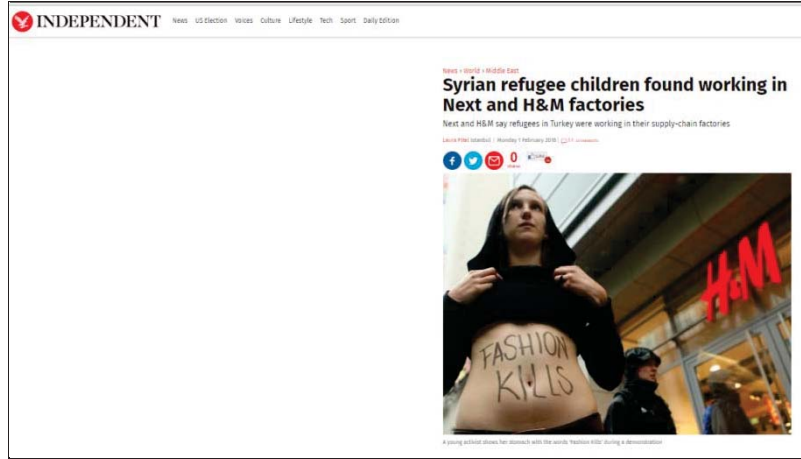 INDEPENDENT News US Election Voices Culture Lifestyle Tech Sport Daily Edition
News > World > Middle East
Syrian refugee children found working in
Next and H&M factories
Next and H&M say refugees in Turkey were working in their supply-chain factories
Istanbul | Monday 1 February 2016 |
0
Like
H&M
FASHION
KILLS
A young activist shows her stomach with the words 'Fashion Kills' during a demonstration